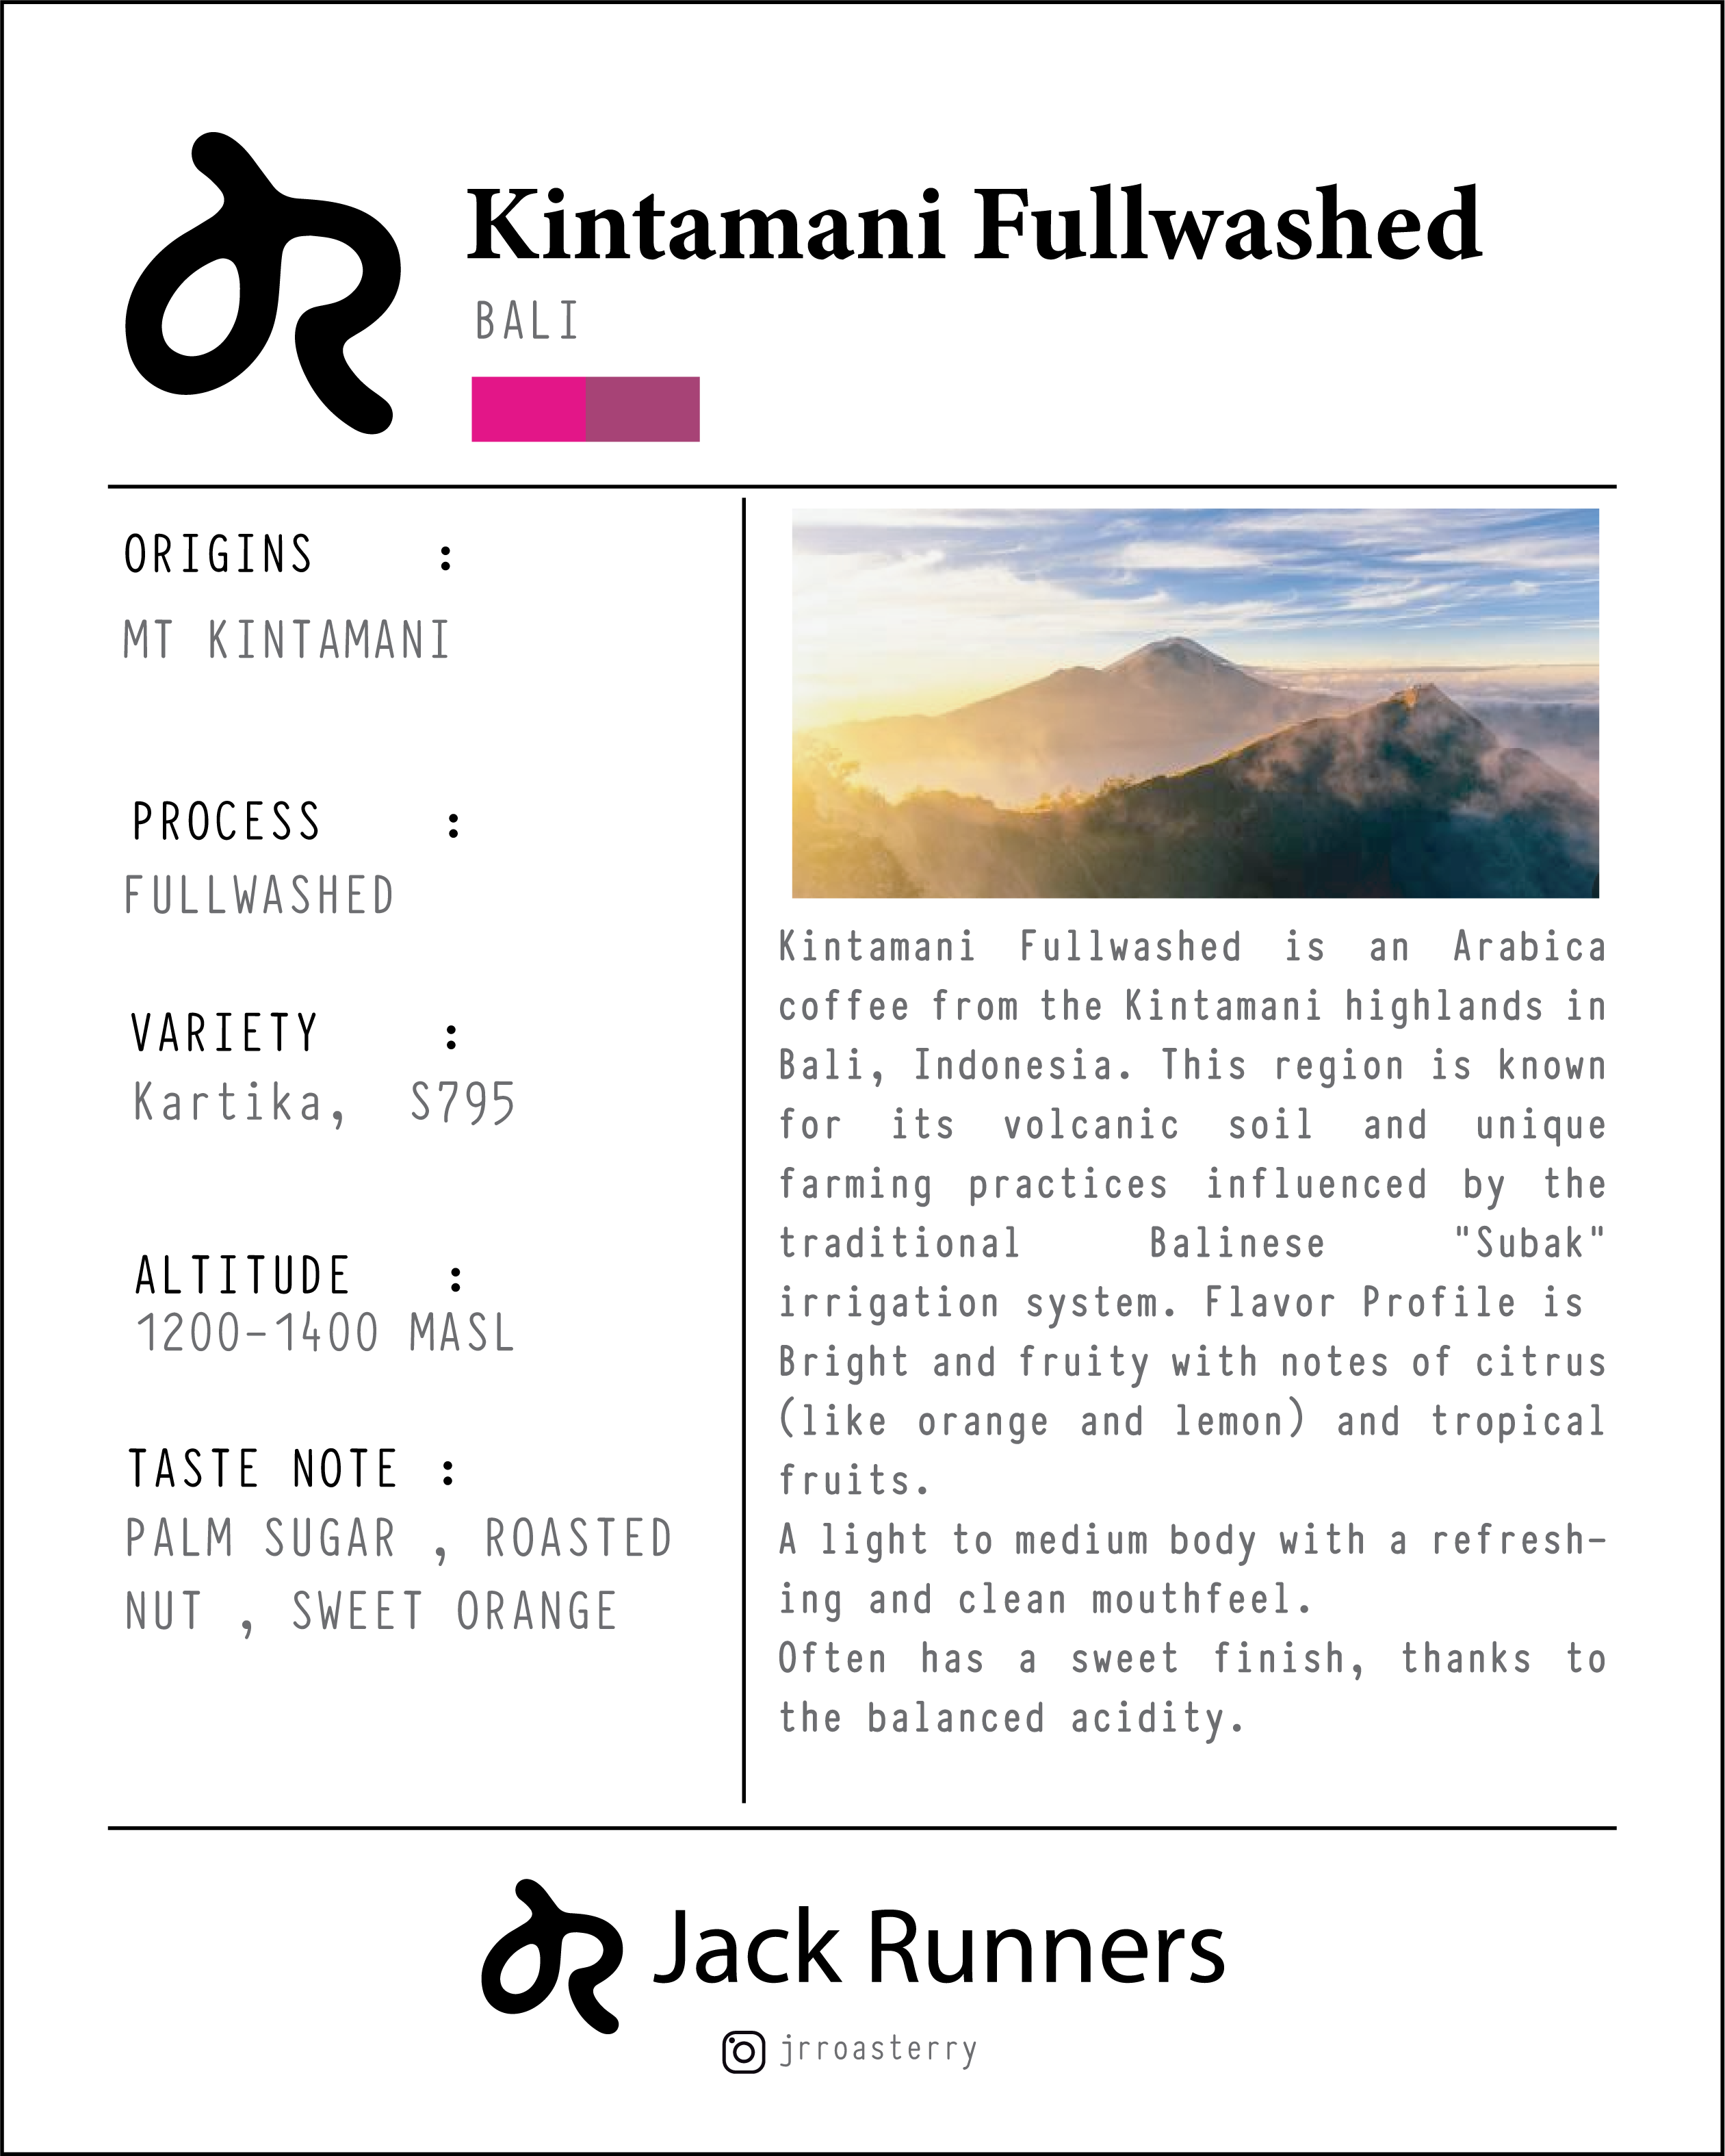 Kintamani Fullwashed
BALI
ORIGINS :
MT KINTAMANI
PROCESS :
FULLWASHED
VARIETY :
Kartika, S795
ALTITUDE :
1200-1400 MASL
TASTE NOTE :
PALM SUGAR , ROASTED
NUT , SWEET ORANGE
Kintamani Fullwashed is an Arabica
coffee from the Kintamani highlands in
Bali, Indonesia. This region is known
for its volcanic soil and unique
farming practices influenced by the
traditional Balinese "Subak"
irrigation system. Flavor Profile is
Bright and fruity with notes of citrus
(like orange and lemon) and tropical
fruits.
A light to medium body with a refresh-
ing and clean mouthfeel.
Often has a sweet finish, thanks to
the balanced acidity.
Jack Runners
jrroasterry